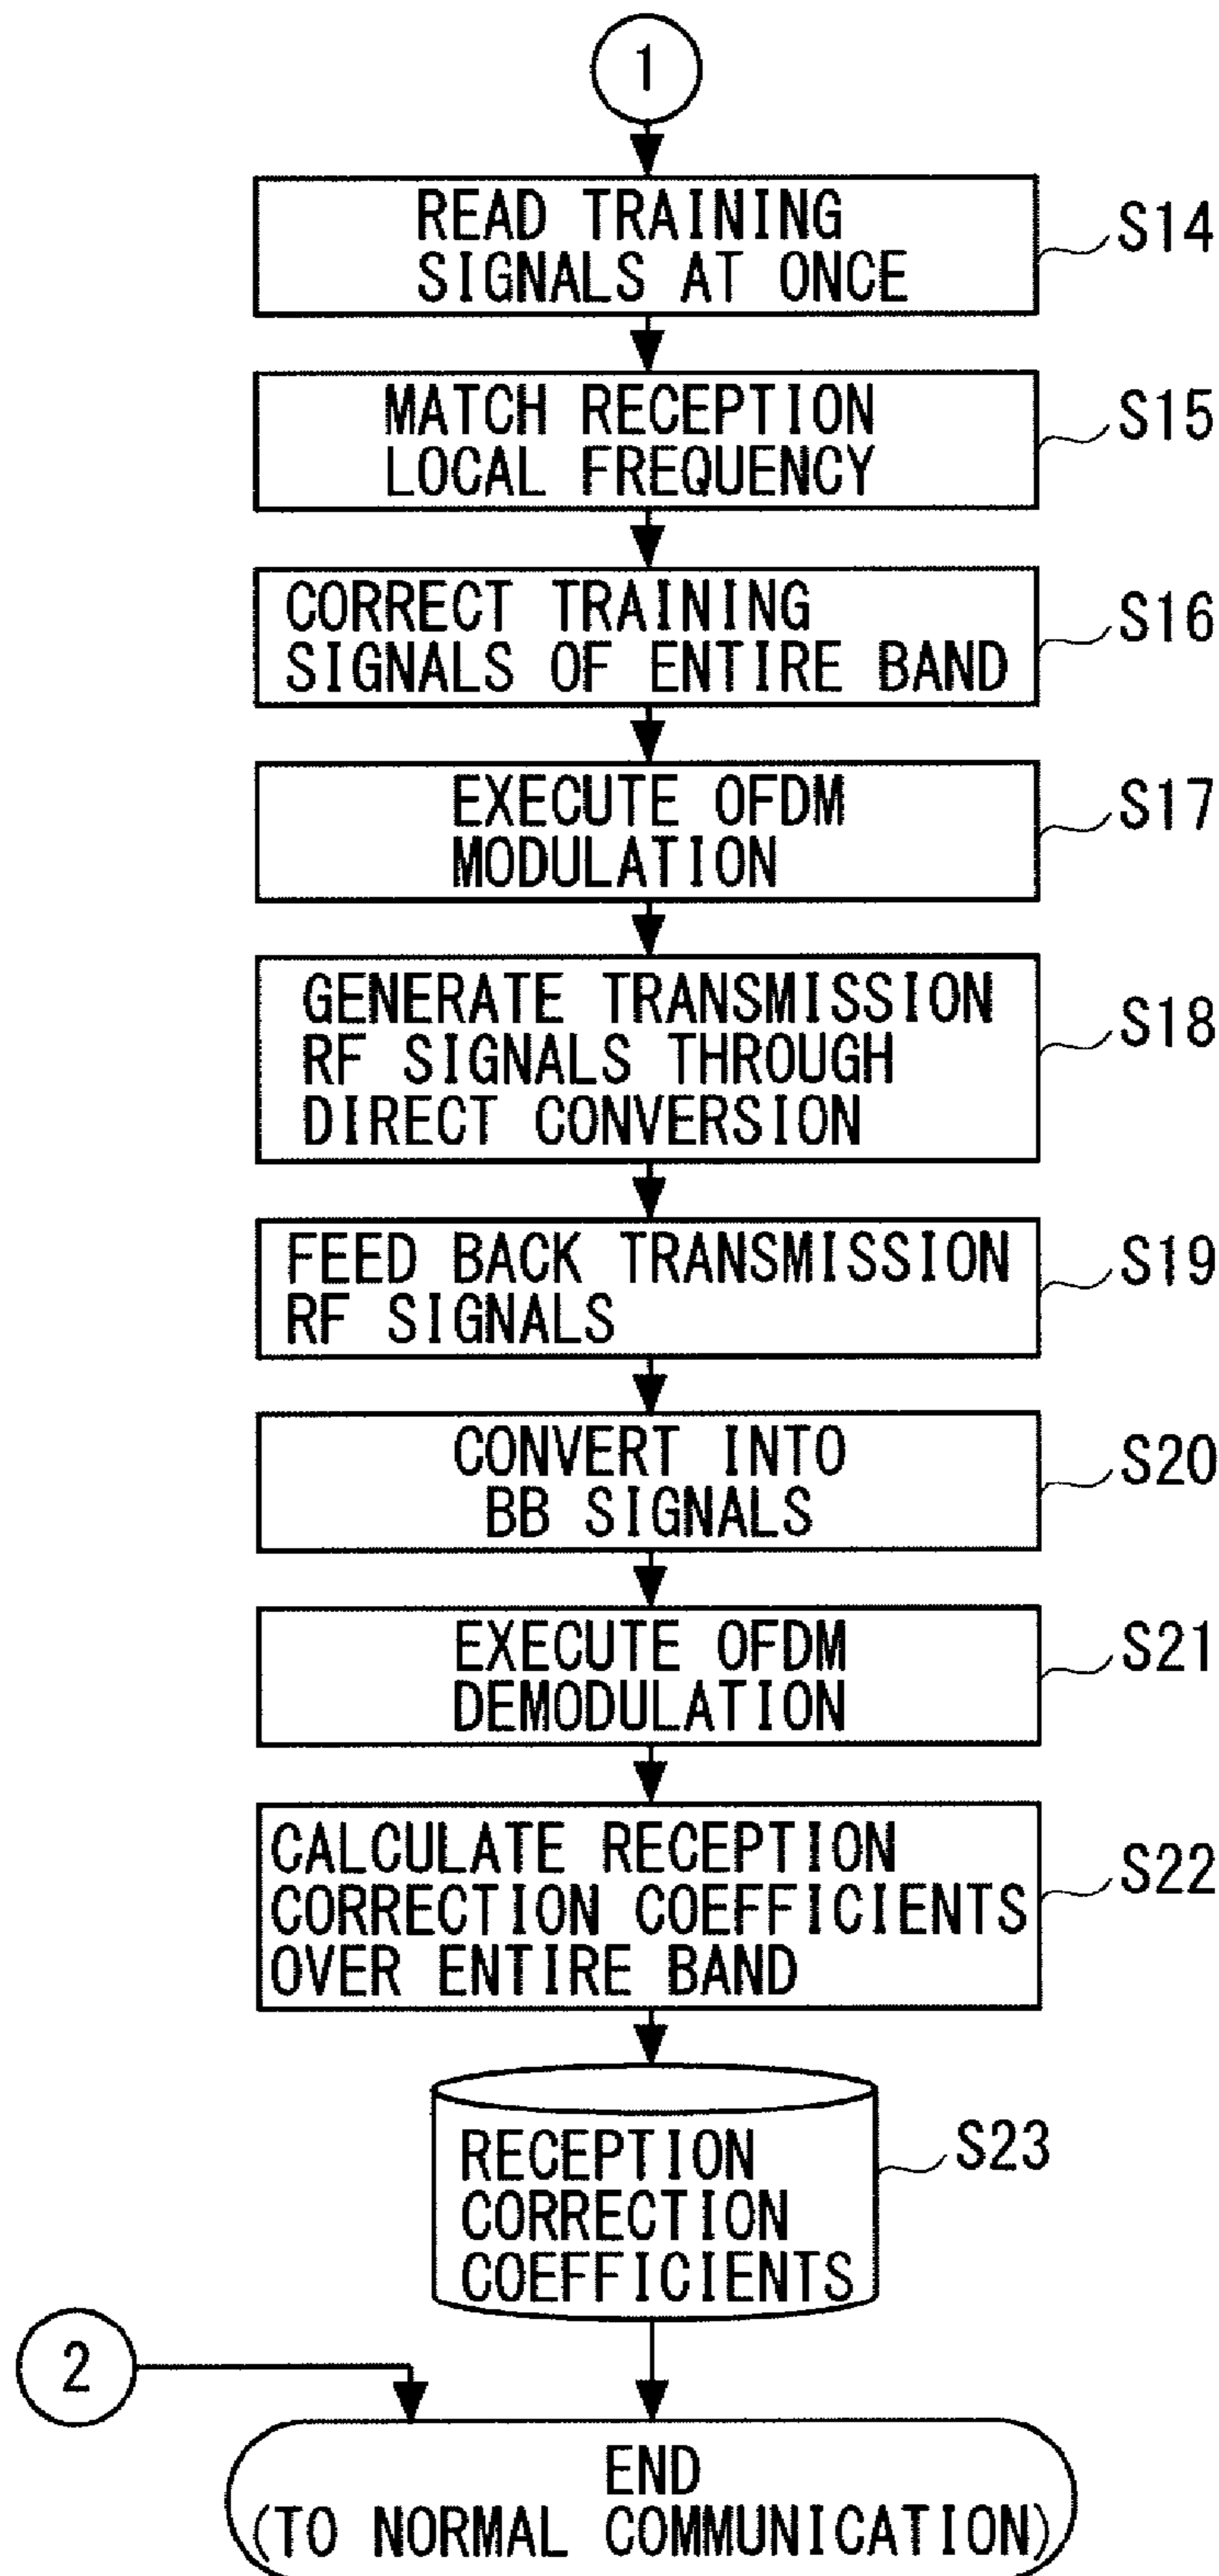 1
READ TRAINING
SIGNALS AT ONCE
S14
MATCH RECEPTION
LOCAL FREQUENCY
S15
CORRECT TRAINING
SIGNALS OF ENTIRE BAND
S16
EXECUTE OFDM
MODULATION
S17
GENERATE TRANSMISSION
RF SIGNALS THROUGH
DIRECT CONVERSION
S18
FEED BACK TRANSMISSION
RF SIGNALS
S19
CONVERT INTO
BB SIGNALS
S20
EXECUTE OFDM
DEMODULATION
S21
CALCULATE RECEPTION
CORRECTION COEFFICIENTS
OVER ENTIRE BAND
S22
RECEPTION
CORRECTION
COEFFICIENTS
S23
2
END
(TO NORMAL COMMUNICATION)